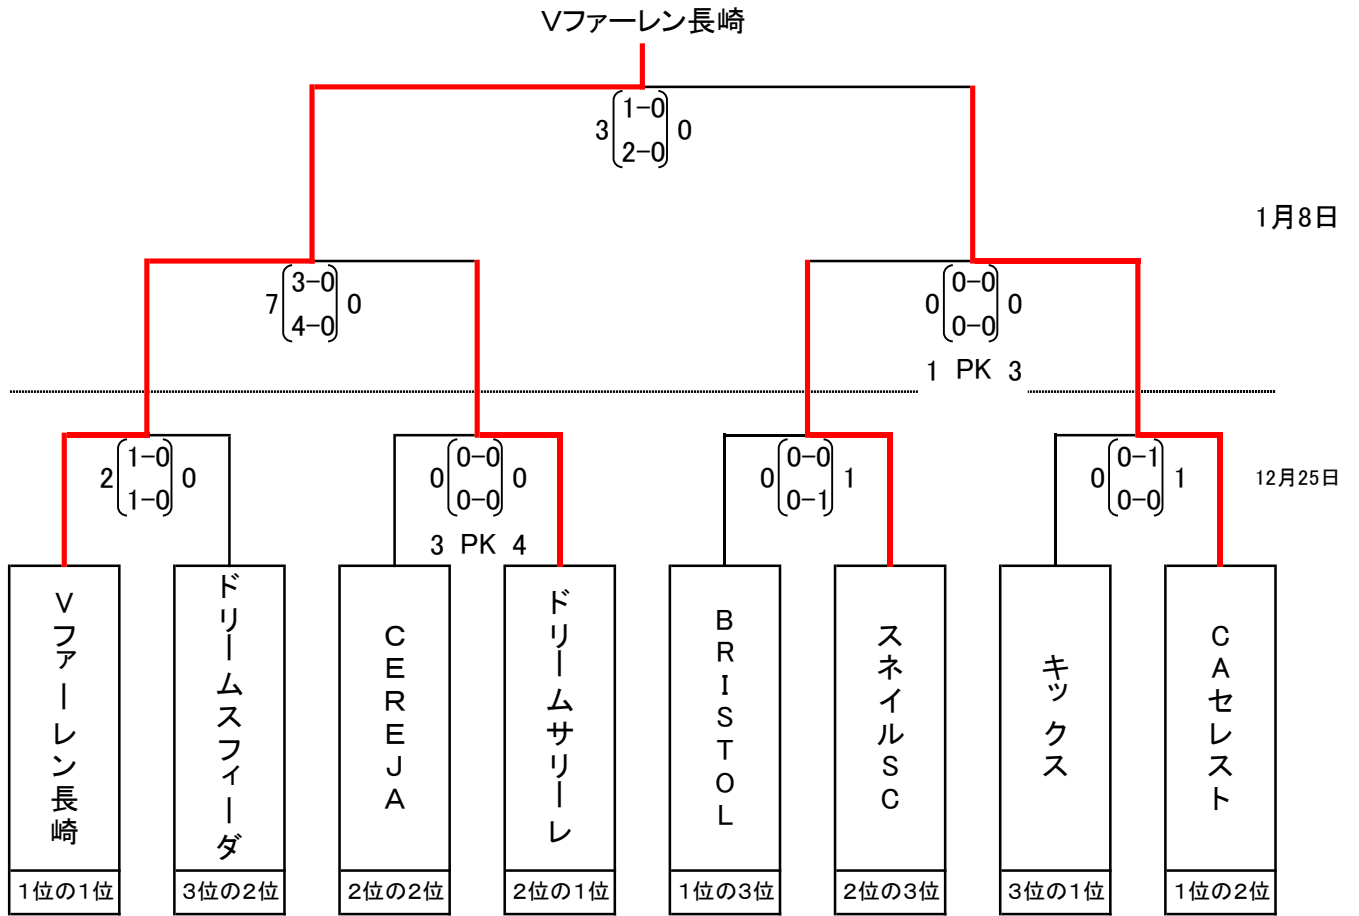 Vファーレン長崎
1-0
3 0
2-0
1月8日
3-0
7 0
4-0
0-0
0 0
0-0
1 PK 3
1-0
2 0
1-0
0-0
0 0
0-0
3 PK 4
0-0
0 1
0-1
0-1
0 1
0-0
12月25日
Vファーレン長崎
ドリームスフィーダ
CEREJA
ドリームサリーレ
BRISTOL
スネイルSC
キックス
CAセレスト
1位の1位
3位の2位
2位の2位
2位の1位
1位の3位
2位の3位
3位の1位
1位の2位